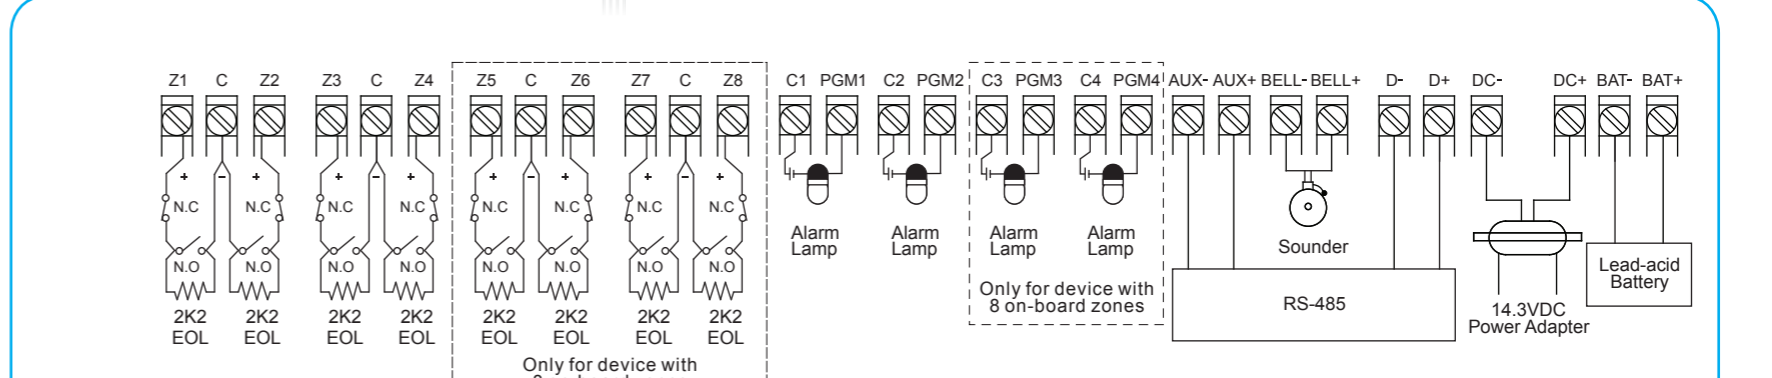 Z1 C Z2 Z3 C Z4 Z5 C Z6 Z7 C Z8 C1 PGM1 C2 PGM2 C3 PGM3 C4 PGM4 AUX- AUX+ BELL- BELL+ D- D+ DC- DC+ BAT- BAT+
+ - + + - + + - + + - +
N.C N.C N.C N.C N.C N.C N.C N.C
N.O N.O N.O N.O N.O N.O N.O N.O
2K2 2K2 2K2 2K2 2K2 2K2 2K2 2K2
EOL EOL EOL EOL EOL EOL EOL EOL
Only for device with
Alarm
Lamp
Alarm
Lamp
Alarm
Lamp
Alarm
Lamp
Only for device with
8 on-board zones
Sounder
RS-485
14.3VDC
Power Adapter
Lead-acid
Battery